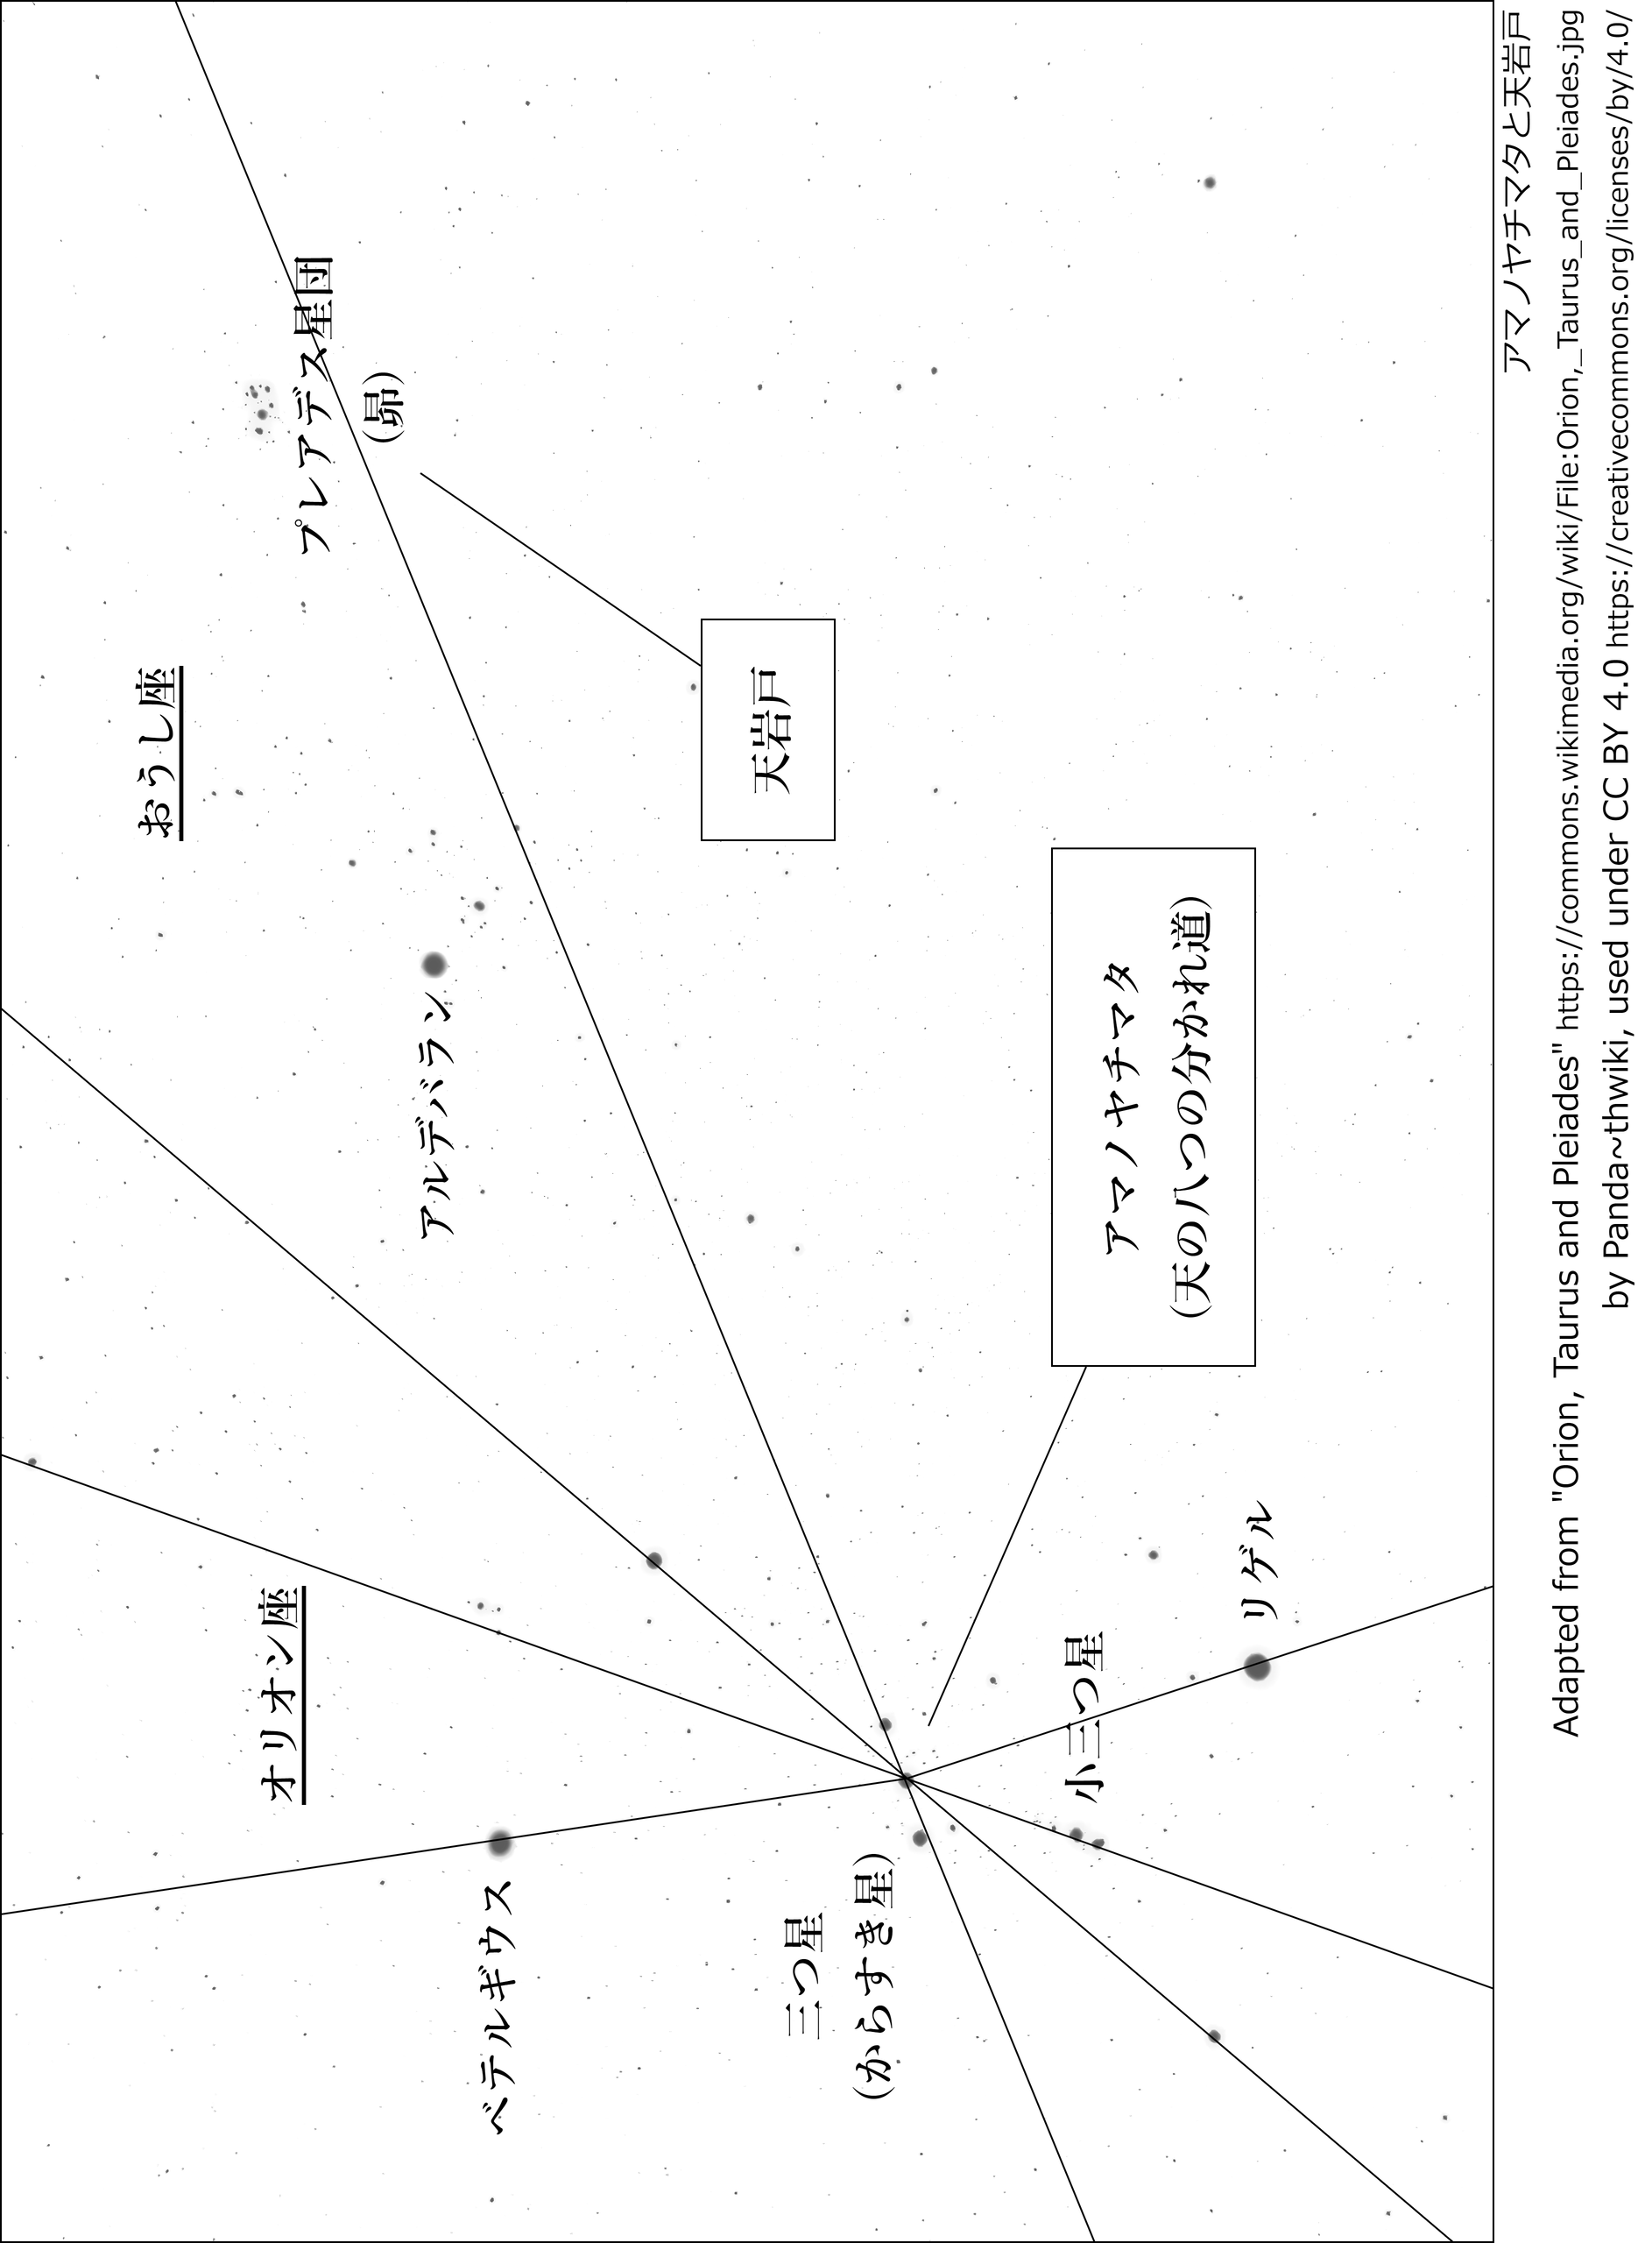 おうし座
プレアデス星団
(昴)
天岩戸
アルデバラン
オリオン座
ベテルギウス
三つ星
(からすき星)
アマノヤチマタ
(天の八つの分かれ道)
小三つ星
リゲル
アマノヤチマタと天岩戸
Adapted from "Orion, Taurus and Pleiades" https://commons.wikimedia.org/wiki/File:Orion,_Taurus_and_Pleiades.jpg
by Panda~thwiki, used under CC BY 4.0 https://creativecommons.org/licenses/by/4.0/